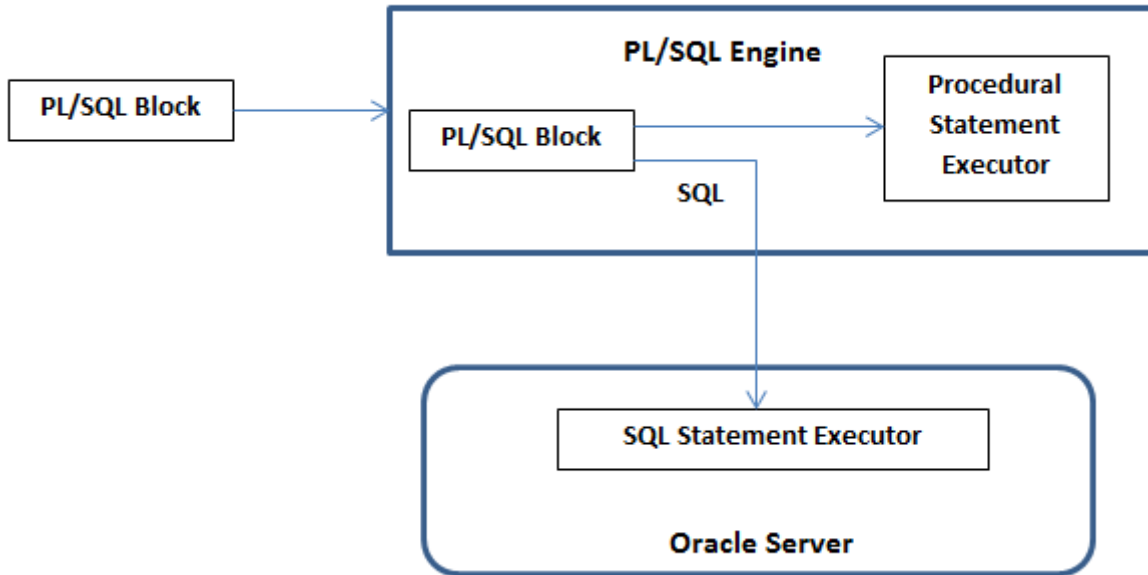 PL/SQL Engine
PL/SQL Block
PL/SQL Block
Procedural
Statement
Executor
SQL
SQL Statement Executor
Oracle Server